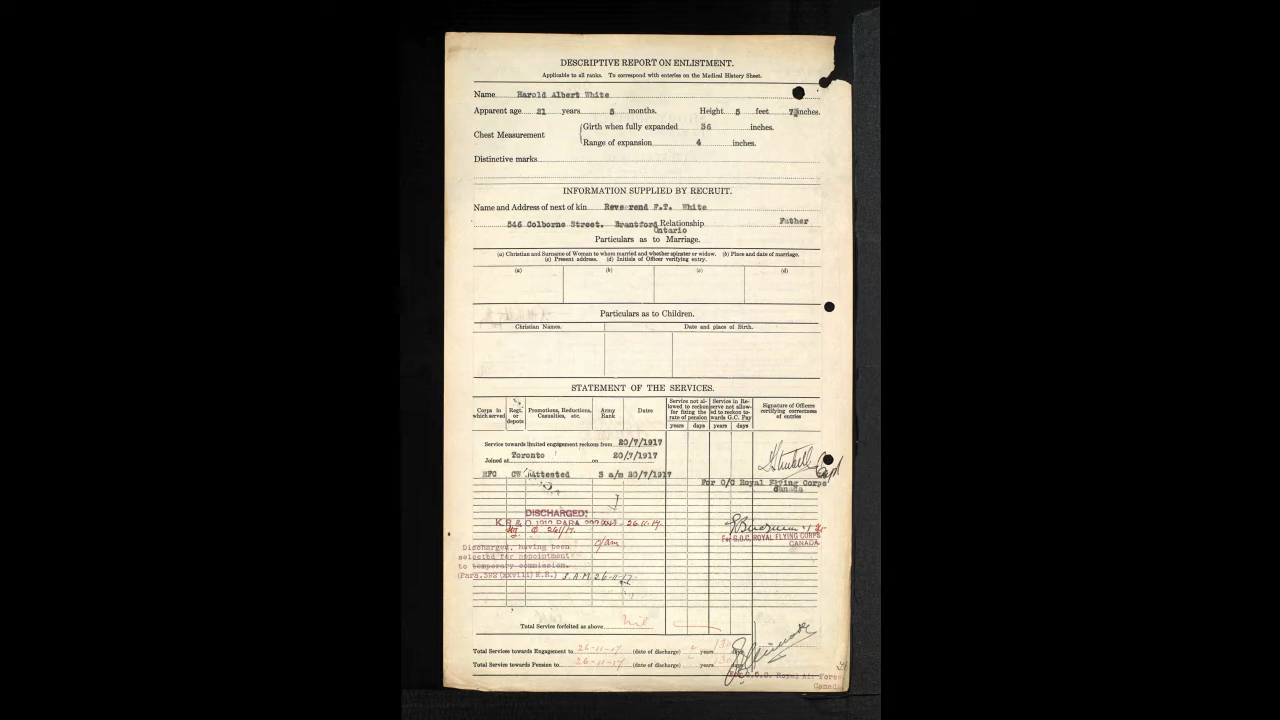 DESCRIPTIVE REPORT ON ENLISTMENT.
Applicable to all ranks. To correspond with entries on the Medical History Sheet.
Name Harold Albert White
Apparent age 21 years 5 months. Height 5 feet 7 inches.
Chest Measurement
Girth when fully expanded 36 inches.
Range of expansion 4 inches.
Distinctive marks
INFORMATION SUPPLIED BY RECRUIT.
Name and Address of next of kin Reverend F.T. White
546 Colborne Street. Brantford Relationship Father
Ontario
Particulars as to Marriage.
(a) Christian and Surname of Woman to whom married and whether spinster or widow. (b) Place and date of marriage.
(c) Present address. (d) Initials of Officer verifying entry.
(a) (b) (c) (d)
Particulars as to Children.
Christian Names. Date and place of Birth.
STATEMENT OF THE SERVICES.
Corps in which served
Regt. or depots
Promotions, Reductions, Casualties, etc.
Army Rank
Dates
Service not allowed to reckon for fixing the rate of pension
Service in Reserve not allowed to reckon towards G.C. Pay
Signature of Officers certifying correctness of entries
years days years days
Service towards limited engagement reckons from 20/7/1917
Joined at Toronto on 20/7/1917
RFC CW Attested 3 a/m 20/7/1917
Capt
For O/C Royal Flying Corps
Canada
DISCHARGED:
K.R & O 1912 PARA 392 26.11.17.
For G.O.C. ROYAL FLYING CORPS
CANADA.
Discharged, having been
selected for appointment
to temporary commission.
(Para.392(xxviii)K.R.) 26-11-17
Total Service forfeited as above Nil
Total Services towards Engagement to 26-11-17 (date of discharge) years 130 days
Total Service towards Pension to 26-11-17 (date of discharge) years 130 days
G.O.C. Royal Air Force
Canada